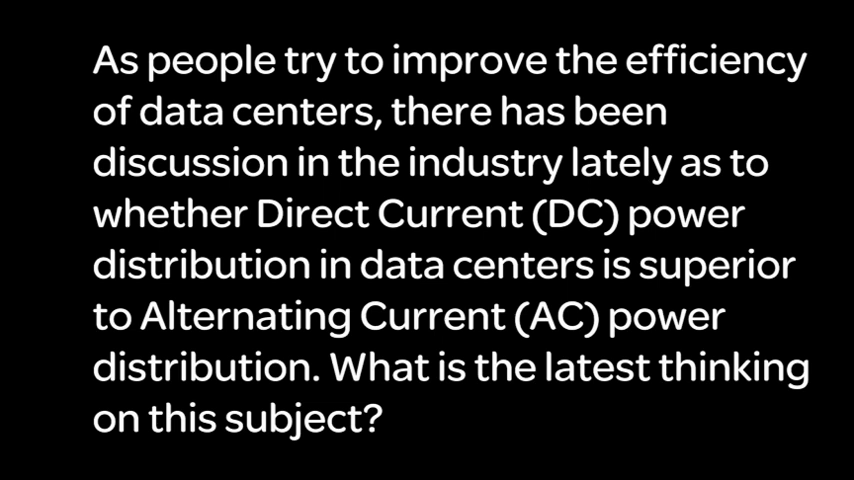 As people try to improve the efficiency
of data centers, there has been
discussion in the industry lately as to
whether Direct Current (DC) power
distribution in data centers is superior
to Alternating Current (AC) power
distribution. What is the latest thinking
on this subject?